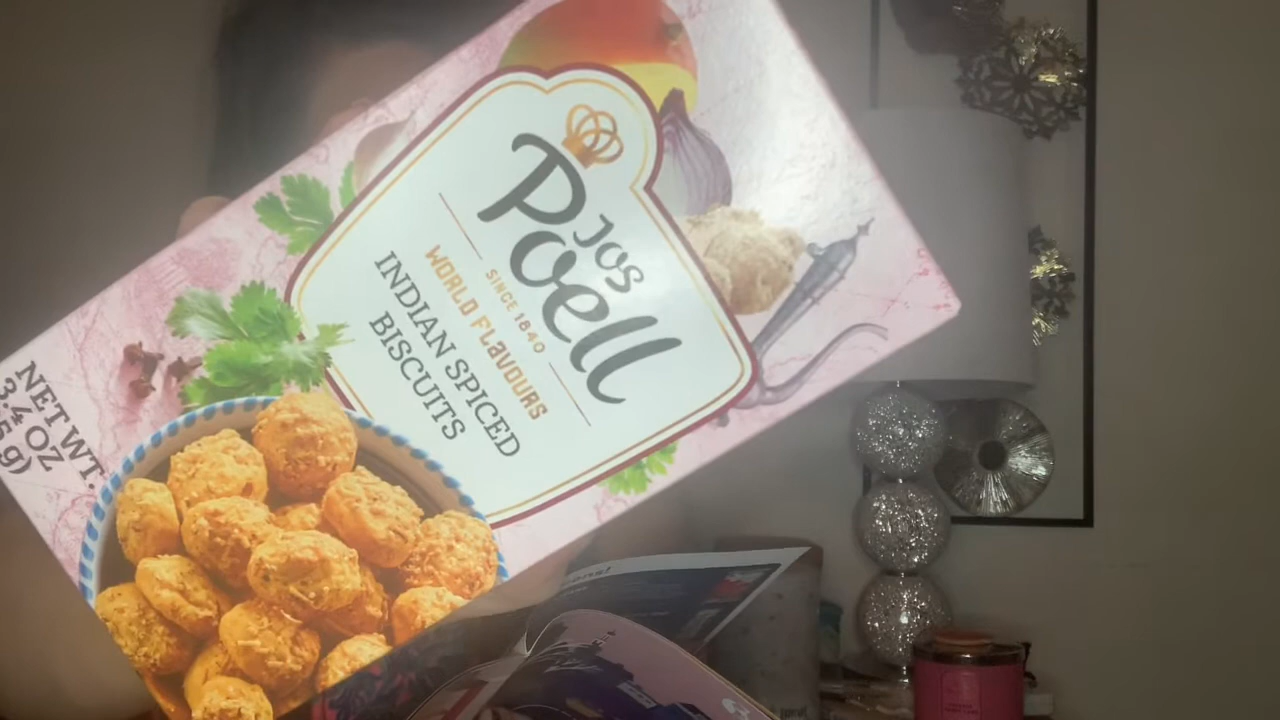 Jos
Poell
SINCE 1840
WORLD FLAVOURS
INDIAN SPICED
BISCUITS
NET WT.
3.4 OZ